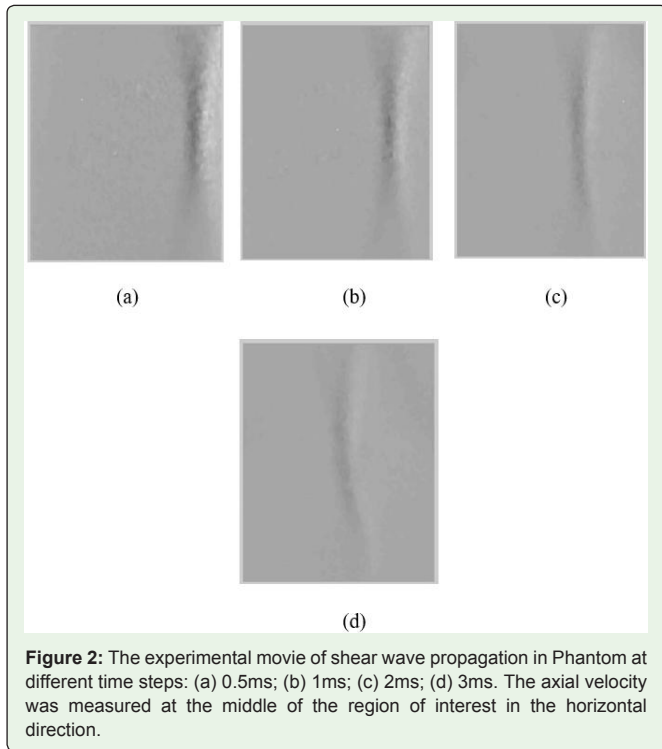 (a)
(b)
(c)
(d)
Figure 2: The experimental movie of shear wave propagation in Phantom at
different time steps: (a) 0.5ms; (b) 1ms; (c) 2ms; (d) 3ms. The axial velocity
was measured at the middle of the region of interest in the horizontal
direction.